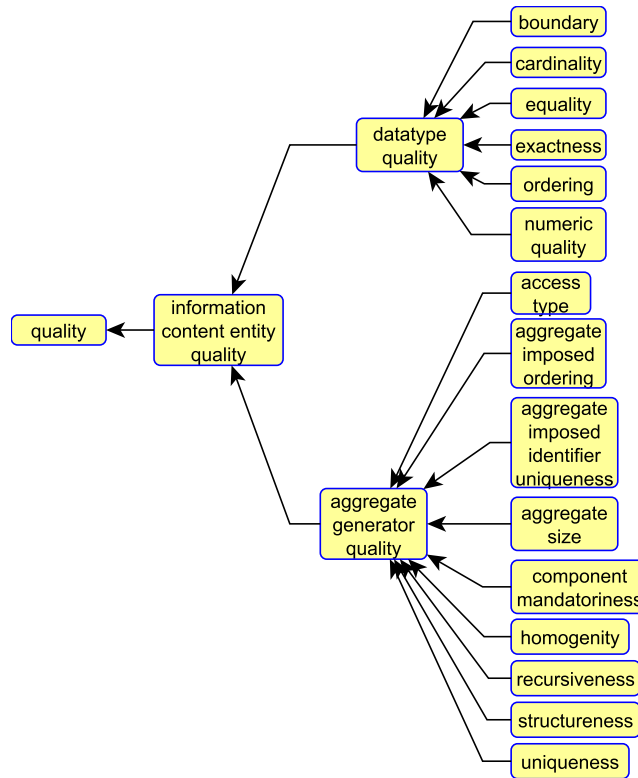 boundary
cardinality
equality
exactness
ordering
numeric
quality
datatype
quality
access
type
aggregate
imposed
ordering
aggregate
imposed
identifier
uniqueness
aggregate
size
component
mandatoriness
homogenity
recursiveness
structureness
uniqueness
aggregate
generator
quality
information
content entity
quality
quality